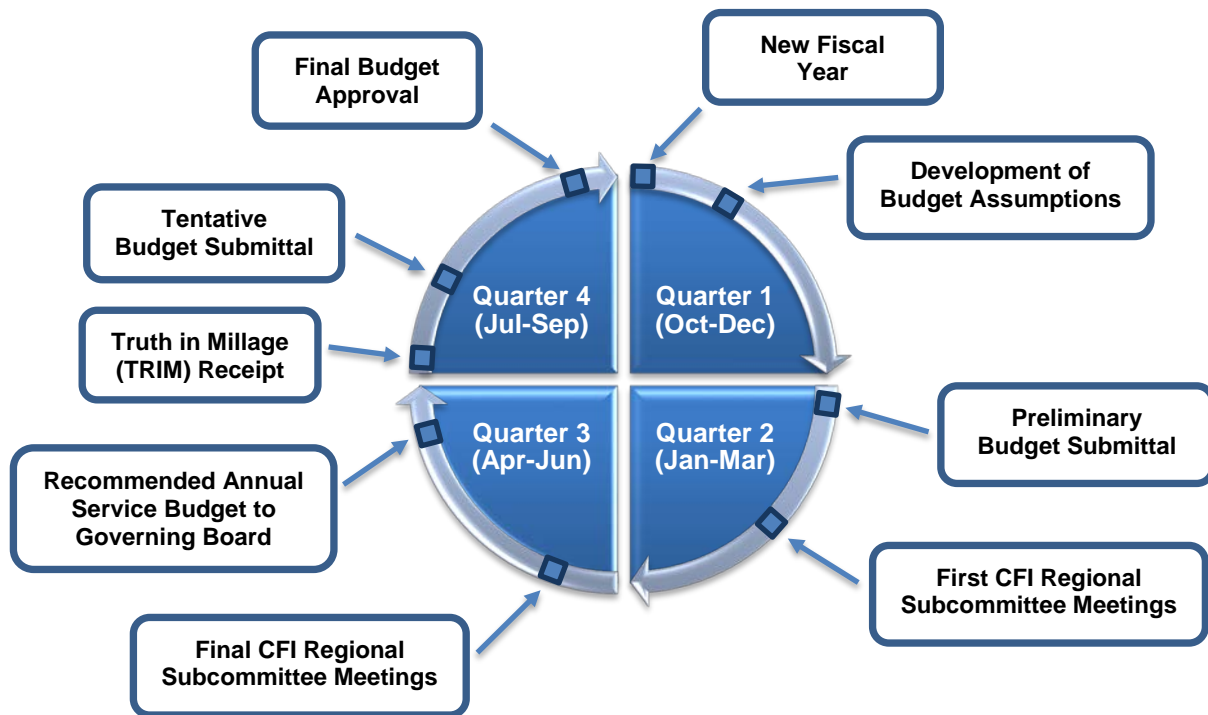 New Fiscal
Year
Development of
Budget Assumptions
Preliminary
Budget Submittal
First CFI Regional
Subcommittee Meetings
Final CFI Regional
Subcommittee Meetings
Recommended Annual
Service Budget to
Governing Board
Truth in Millage
(TRIM) Receipt
Tentative
Budget Submittal
Final Budget
Approval
Quarter 1
(Oct-Dec)
Quarter 2
(Jan-Mar)
Quarter 3
(Apr-Jun)
Quarter 4
(Jul-Sep)